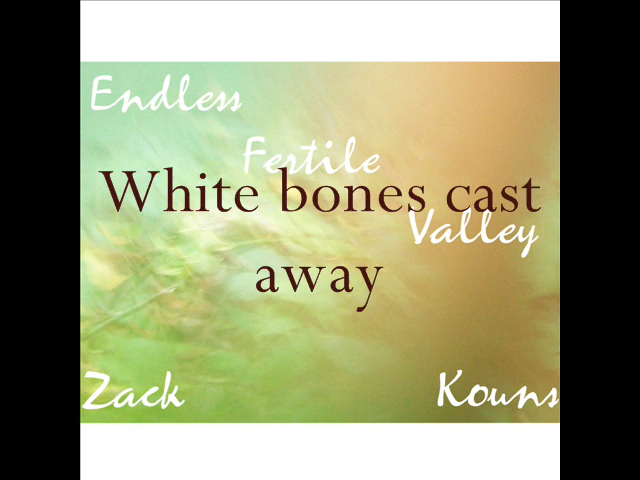 Endless
Fertile
White bones cast
Valley
away
Zack
Kouns